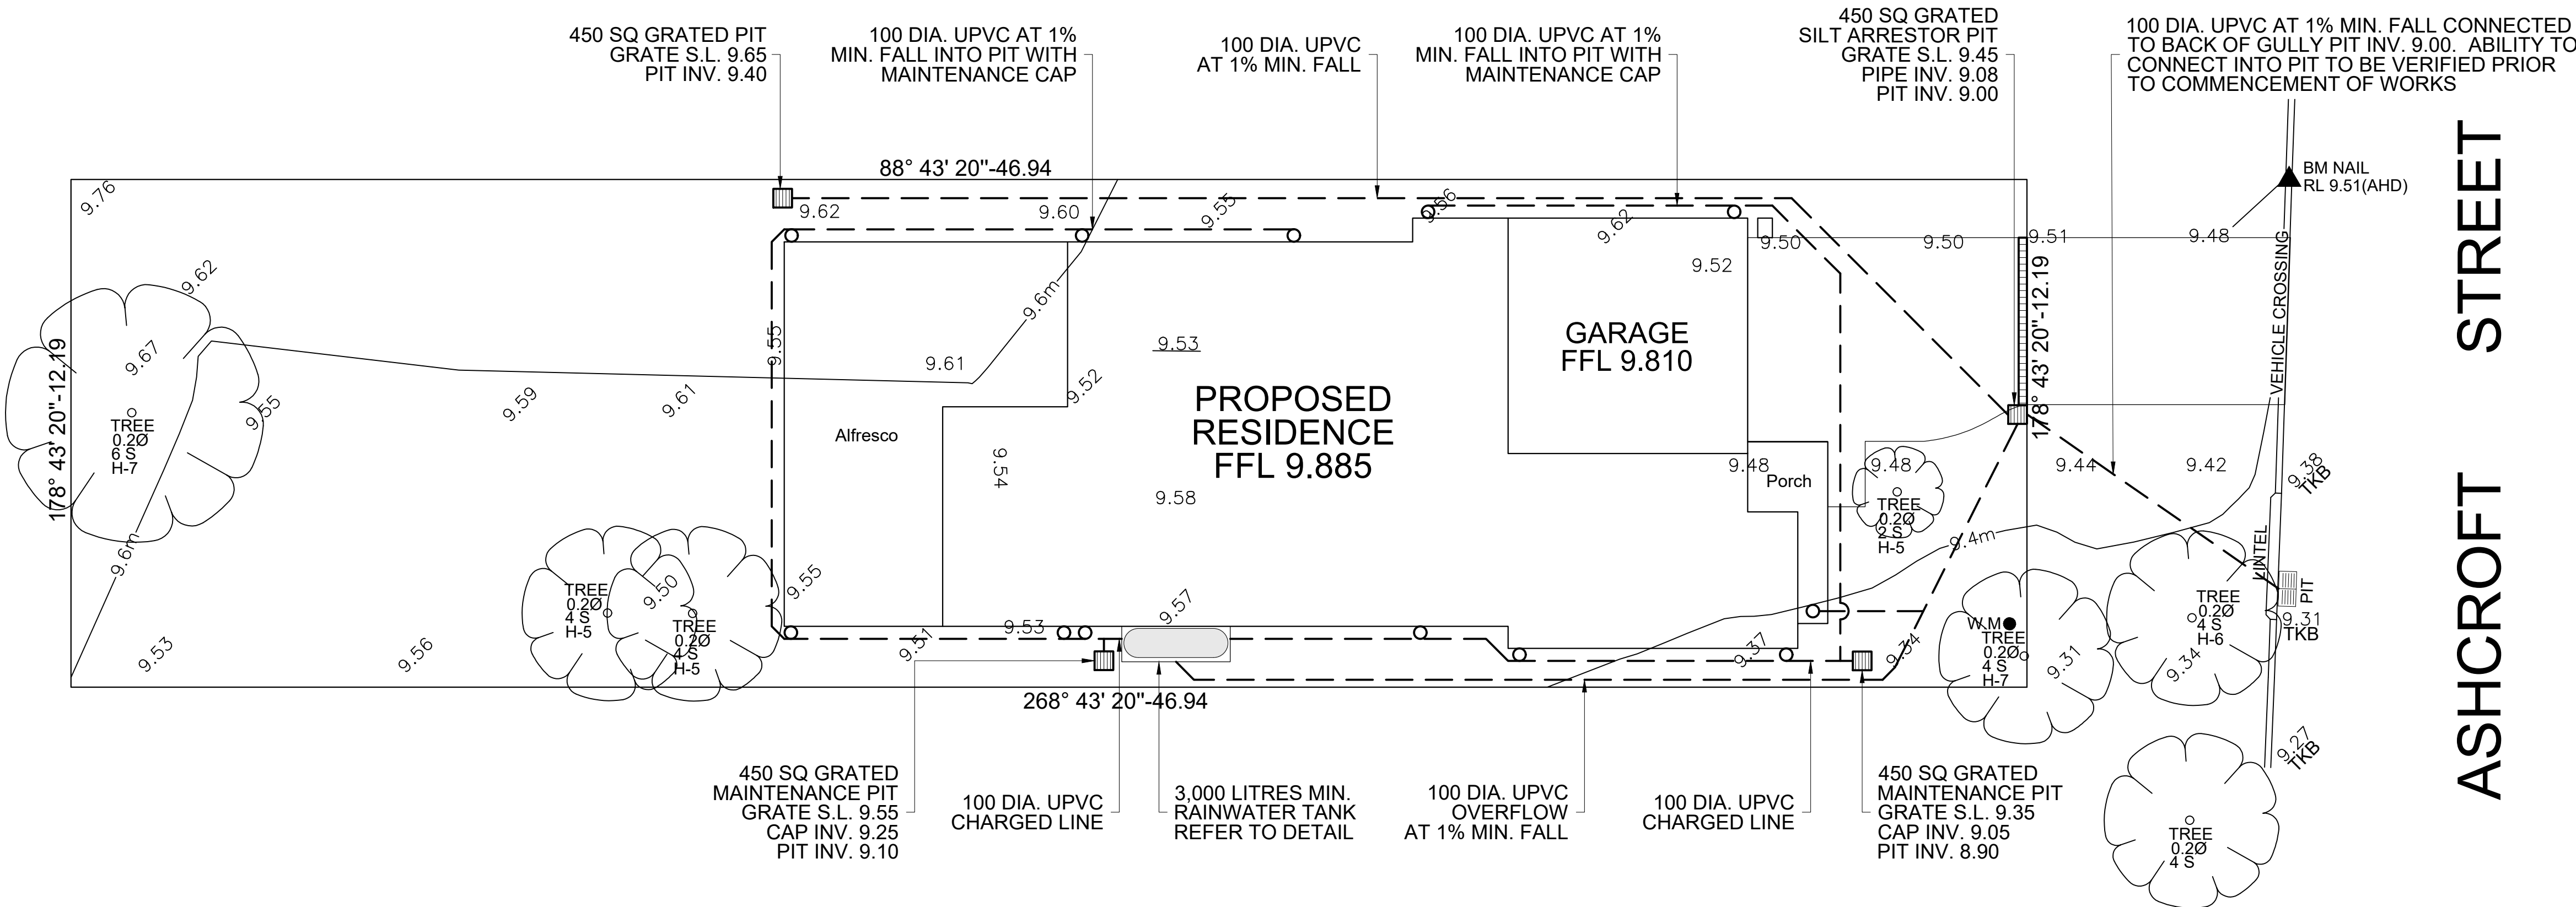 450 SQ GRATED PIT
GRATE S.L. 9.65
PIT INV. 9.40
100 DIA. UPVC AT 1%
MIN. FALL INTO PIT WITH
MAINTENANCE CAP
100 DIA. UPVC
AT 1% MIN. FALL
100 DIA. UPVC AT 1%
MIN. FALL INTO PIT WITH
MAINTENANCE CAP
450 SQ GRATED
SILT ARRESTOR PIT
GRATE S.L. 9.45
PIPE INV. 9.08
PIT INV. 9.00
100 DIA. UPVC AT 1% MIN. FALL CONNECTED
TO BACK OF GULLY PIT INV. 9.00. ABILITY TO
CONNECT INTO PIT TO BE VERIFIED PRIOR
TO COMMENCEMENT OF WORKS
88° 43' 20"-46.94
BM NAIL
RL 9.51(AHD)
9.76
9.62
9.60
9.55
9.56
9.62
9.50
9.50
9.51
9.48
9.52
9.62
9.67
9.55
178° 43' 20"-12.19
TREE
0.2Ø
6 S
H-7
9.6m
9.53
9.59
9.61
9.55
9.61
9.6m
9.52
9.53
9.54
9.58
Alfresco
PROPOSED
RESIDENCE
FFL 9.885
GARAGE
FFL 9.810
Porch
9.48
9.48
TREE
0.2Ø
2 S
H-5
9.4m
178° 43' 20"-12.19
VEHICLE CROSSING
9.44
9.42
9.38
TKB
LINTEL
PIT
9.31
TKB
TREE
0.2Ø
4 S
H-6
9.34
9.31
W.M
TREE
0.2Ø
4 S
H-7
9.34
9.37
9.57
9.53
9.51
9.55
9.50
TREE
0.2Ø
4 S
H-5
TREE
0.2Ø
4 S
H-5
9.56
268° 43' 20"-46.94
9.27
TKB
TREE
0.2Ø
4 S
450 SQ GRATED
MAINTENANCE PIT
GRATE S.L. 9.55
CAP INV. 9.25
PIT INV. 9.10
100 DIA. UPVC
CHARGED LINE
3,000 LITRES MIN.
RAINWATER TANK
REFER TO DETAIL
100 DIA. UPVC
OVERFLOW
AT 1% MIN. FALL
100 DIA. UPVC
CHARGED LINE
450 SQ GRATED
MAINTENANCE PIT
GRATE S.L. 9.35
CAP INV. 9.05
PIT INV. 8.90
ASHCROFT STREET